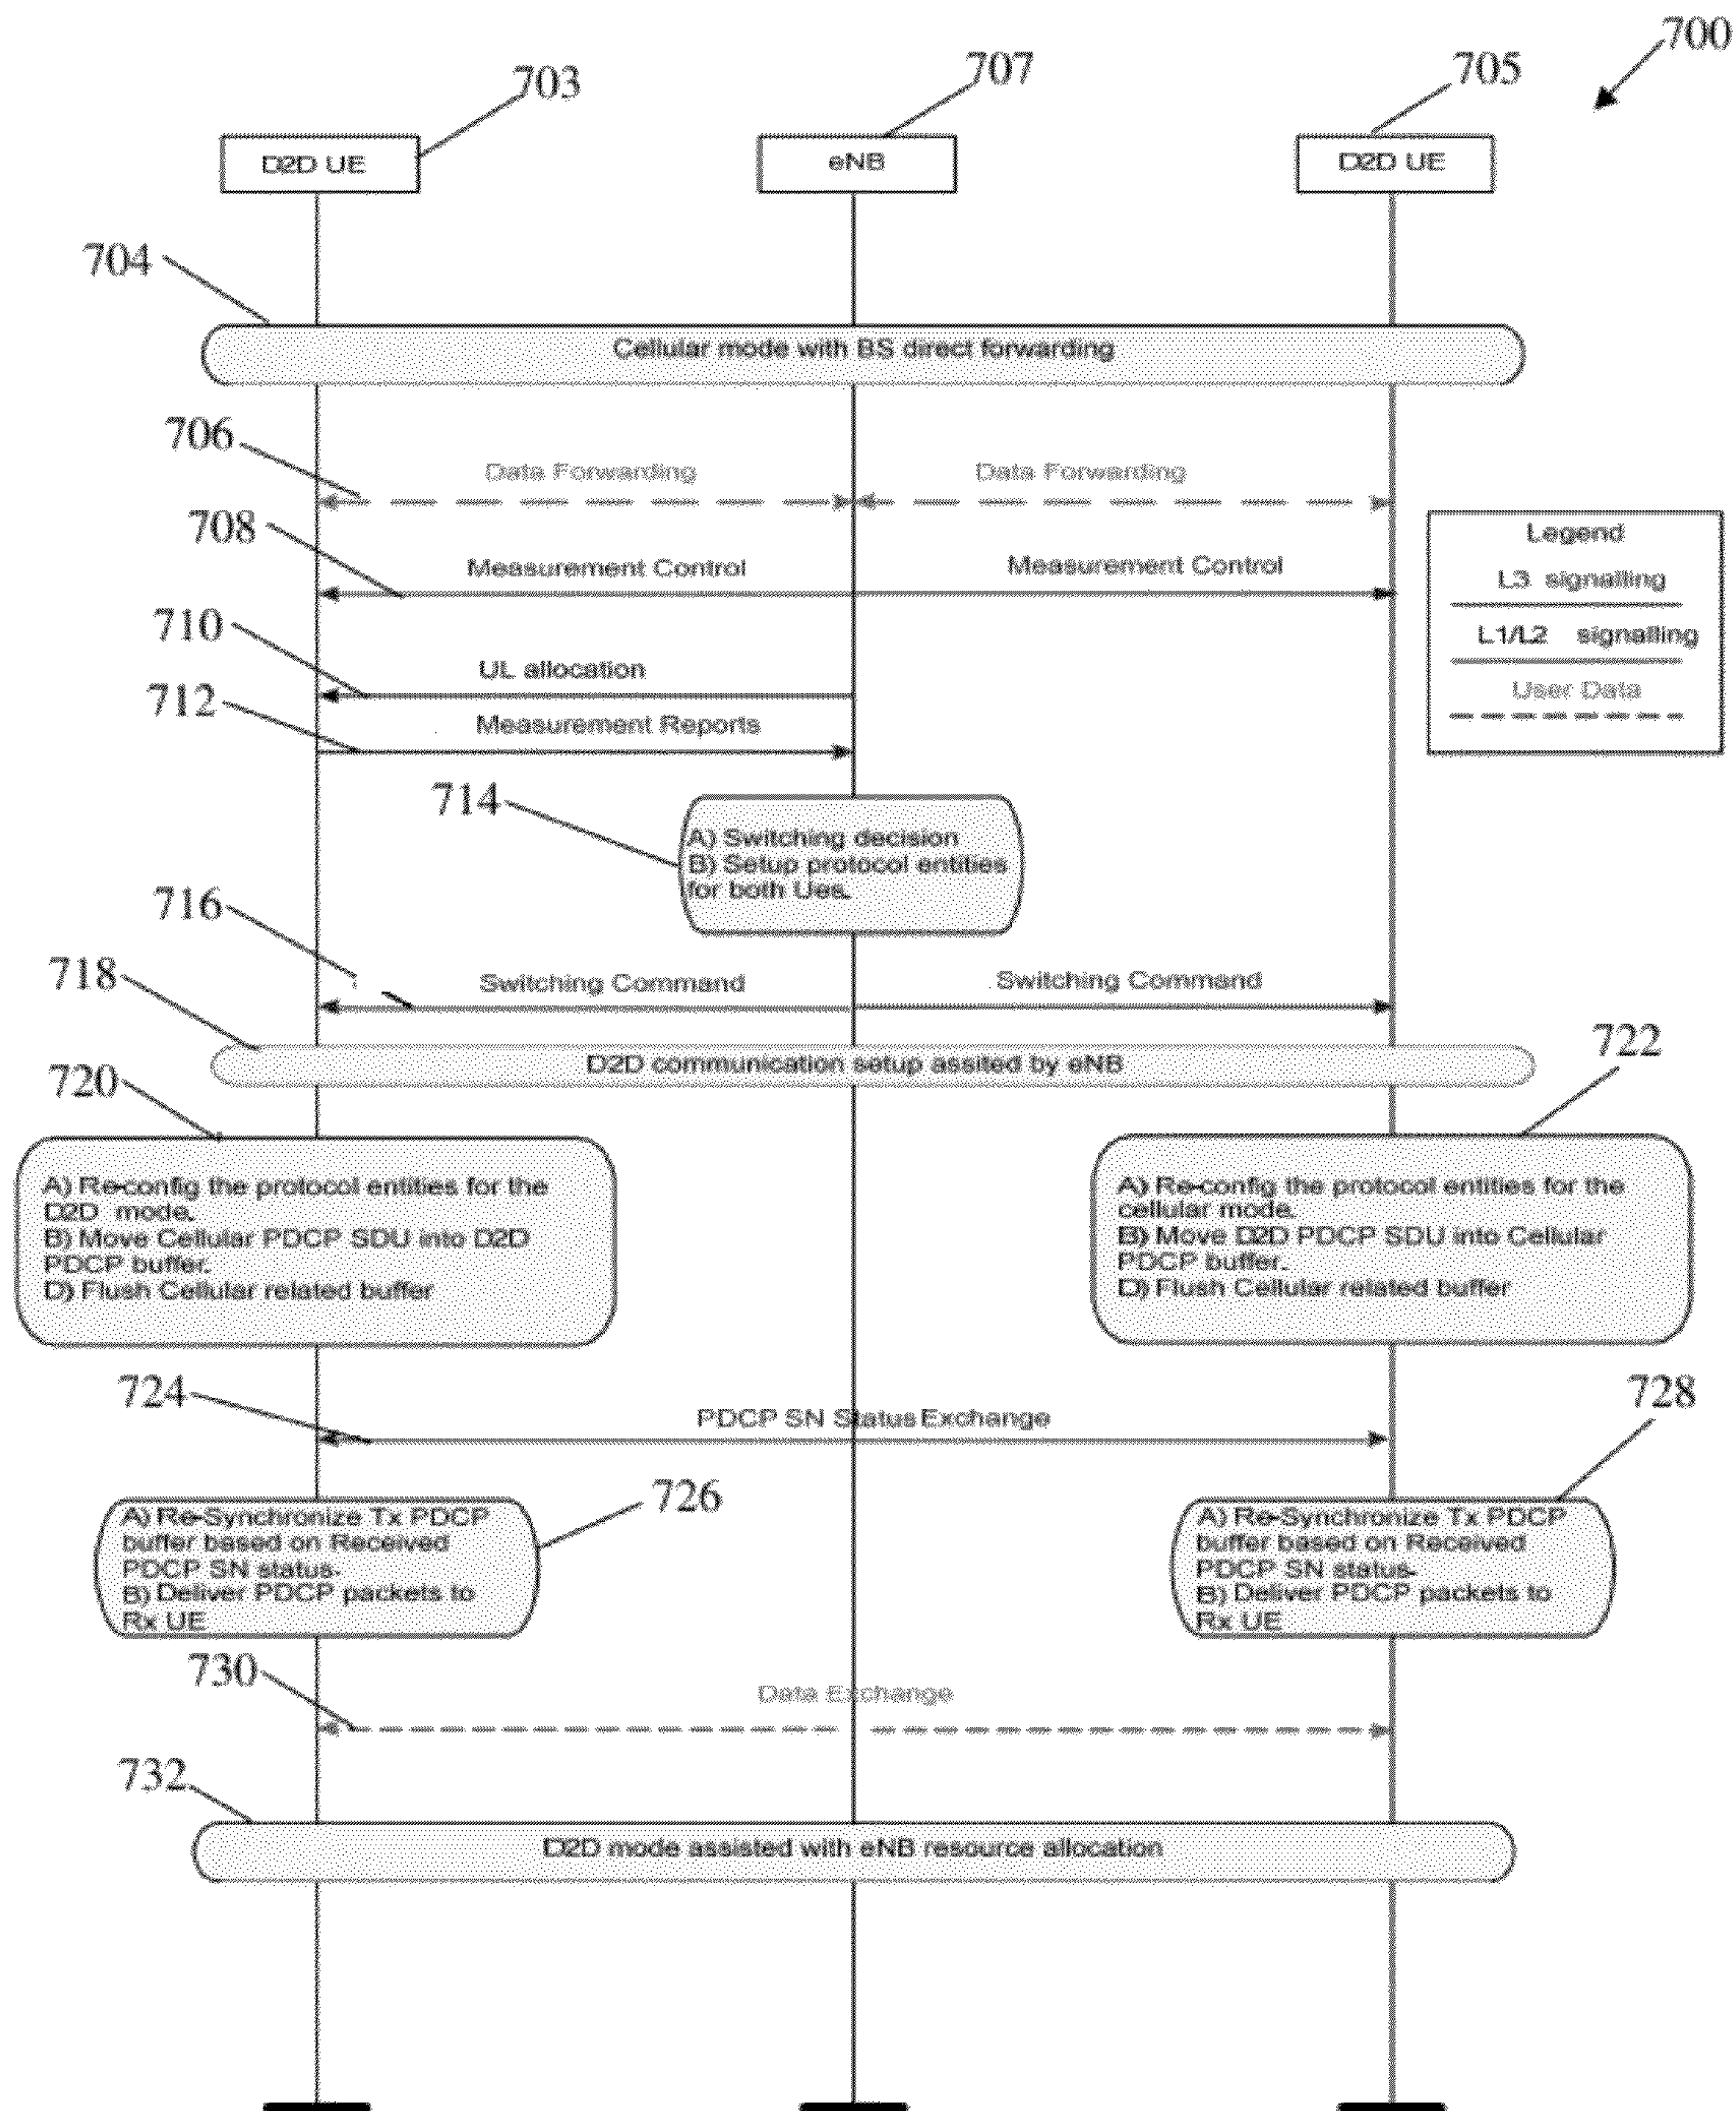 700
703
707
705
D2D UE
eNB
D2D UE
704
Cellular mode with BS direct forwarding
706
Data Forwarding
Data Forwarding
708
Measurement Control
Measurement Control
Legend
L3 signalling
L1/L2 signalling
User Data
710
UL allocation
712
Measurement Reports
714
A) Switching decision
B) Setup protocol entities
for both Ues.
716
Switching Command
Switching Command
718
D2D communication setup assited by eNB
720
722
A) Re-config the protocol entities for the
D2D mode.
B) Move Cellular PDCP SDU into D2D
PDCP buffer.
D) Flush Cellular related buffer
A) Re-config the protocol entities for the
cellular mode.
B) Move D2D PDCP SDU into Cellular
PDCP buffer.
D) Flush Cellular related buffer
724
PDCP SN Status Exchange
728
726
A) Re-Synchronize Tx PDCP
buffer based on Received
PDCP SN status.
B) Deliver PDCP packets to
Rx UE
A) Re-Synchronize Tx PDCP
buffer based on Received
PDCP SN status.
B) Deliver PDCP packets to
Rx UE
730
Data Exchange
732
D2D mode assisted with eNB resource allocation